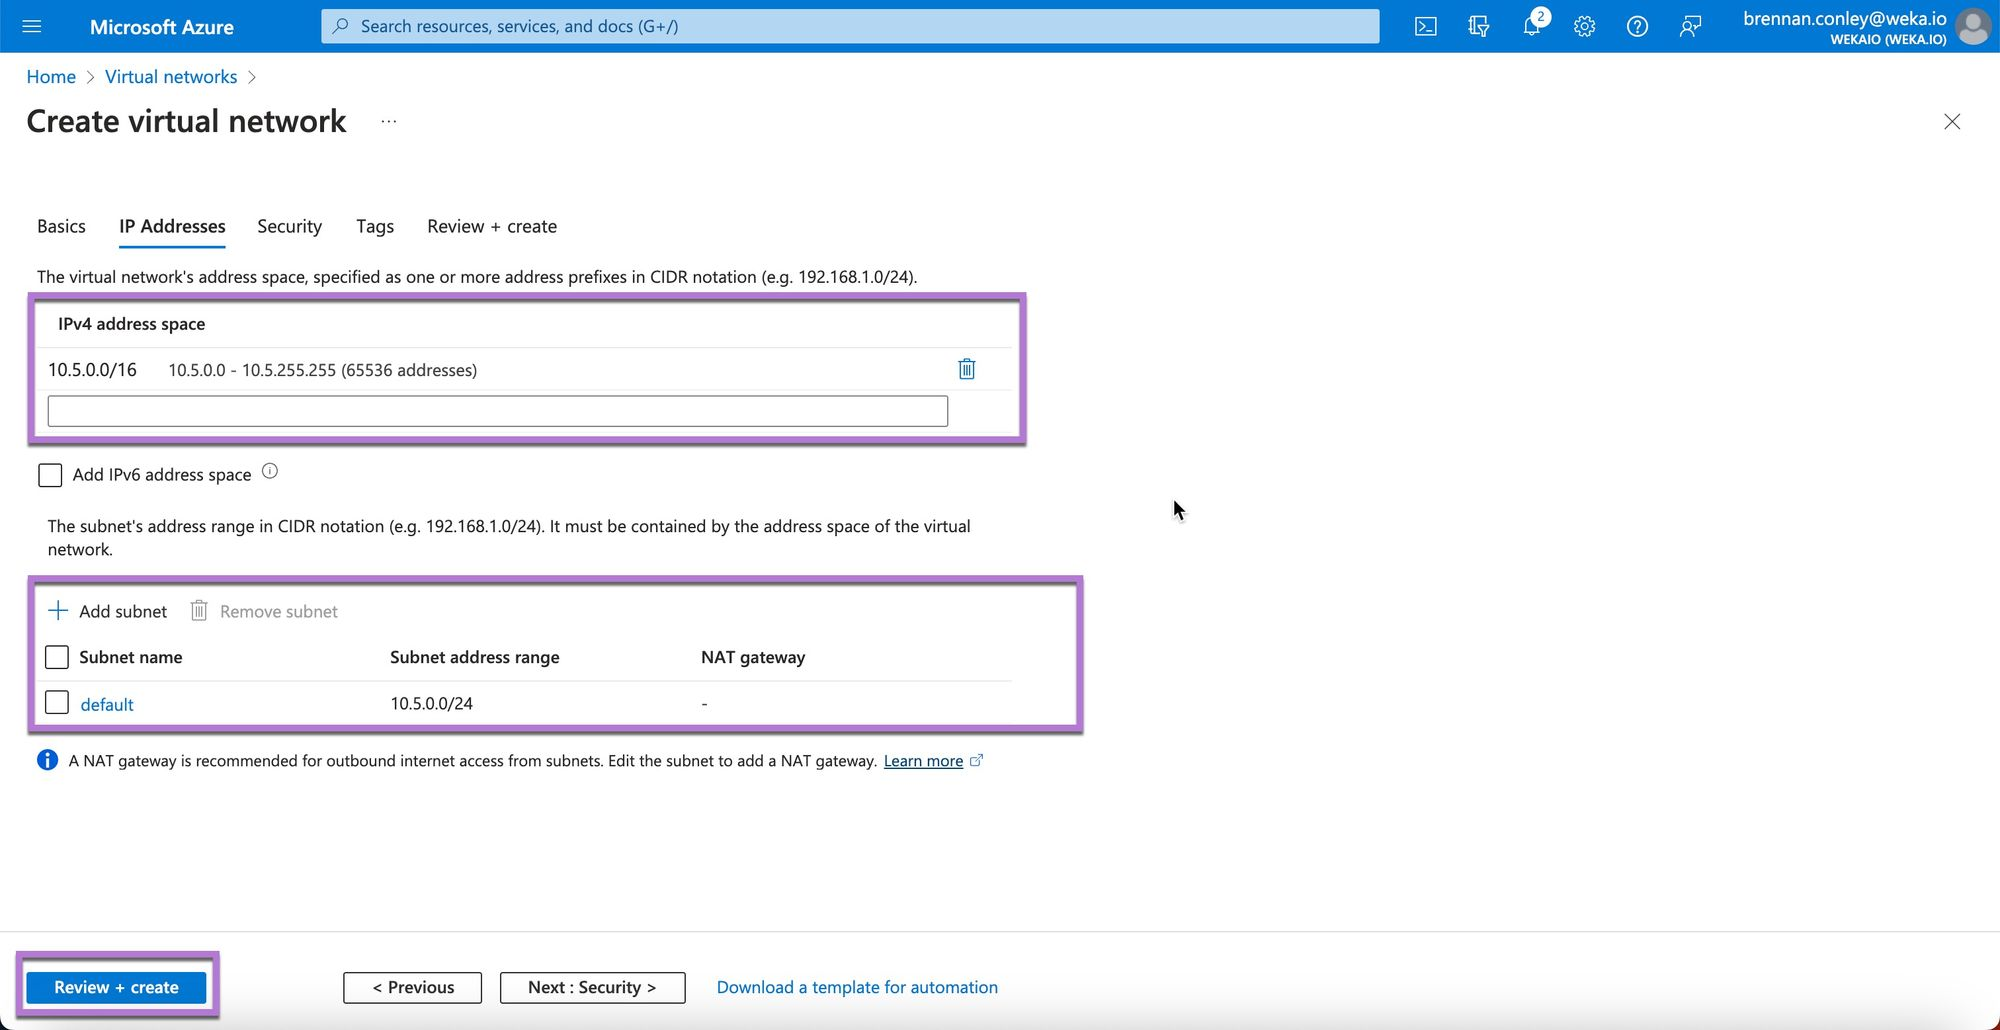 Microsoft Azure
Search resources, services, and docs (G+/)
2
brennan.conley@weka.io
WEKAIO (WEKA.IO)
Home > Virtual networks >
Create virtual network ...
Basics IP Addresses Security Tags Review + create
The virtual network's address space, specified as one or more address prefixes in CIDR notation (e.g. 192.168.1.0/24).
IPv4 address space
10.5.0.0/16 10.5.0.0 - 10.5.255.255 (65536 addresses)
Add IPv6 address space
The subnet's address range in CIDR notation (e.g. 192.168.1.0/24). It must be contained by the address space of the virtual
network.
+ Add subnet Remove subnet
Subnet name Subnet address range NAT gateway
default 10.5.0.0/24 -
A NAT gateway is recommended for outbound internet access from subnets. Edit the subnet to add a NAT gateway. Learn more
Review + create < Previous Next : Security > Download a template for automation